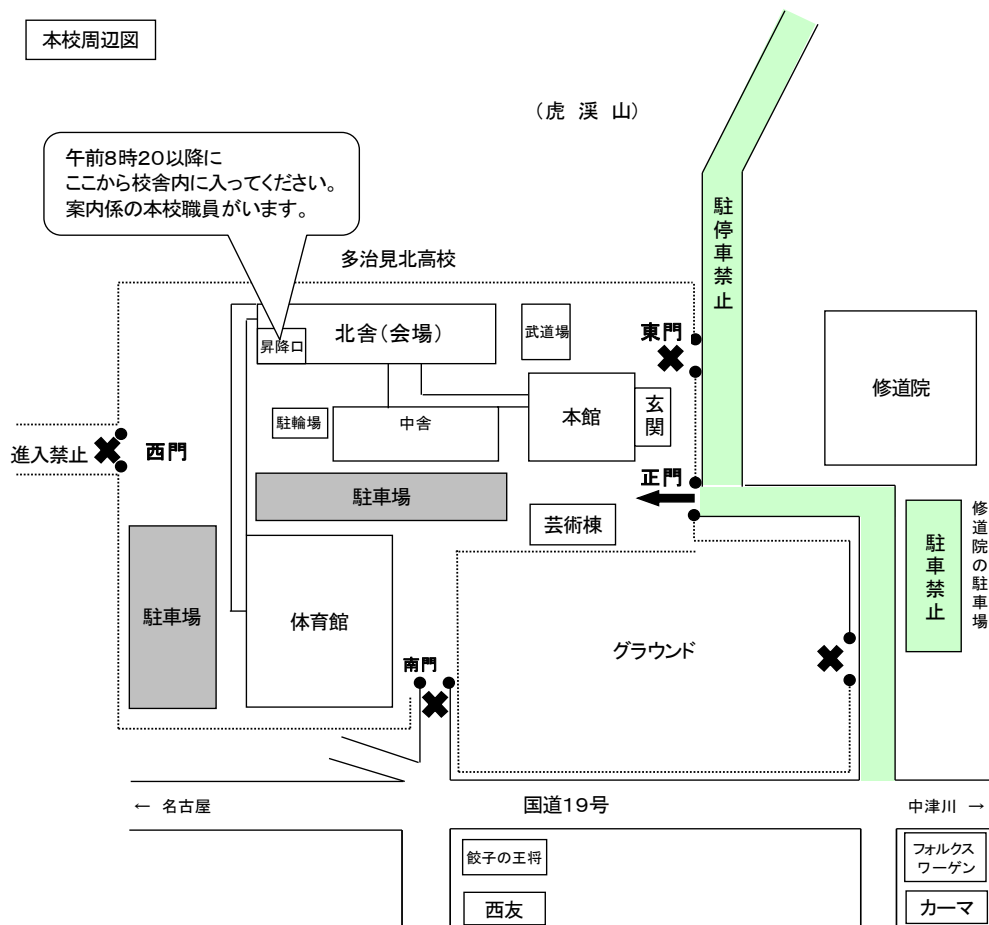 本校周辺図
（虎 渓 山）
午前8時20以降に
ここから校舎内に入ってください。
案内係の本校職員がいます。
駐停車禁止
多治見北高校
北舎（会場）
昇降口
武道場
東門
修道院
本館
玄関
駐輪場
中舎
進入禁止
西門
正門
駐車場
芸術棟
駐車禁止
修道院の駐車場
駐車場
体育館
グラウンド
南門
← 名古屋
国道19号
中津川 →
餃子の王将
フォルクス
ワーゲン
西友
カーマ